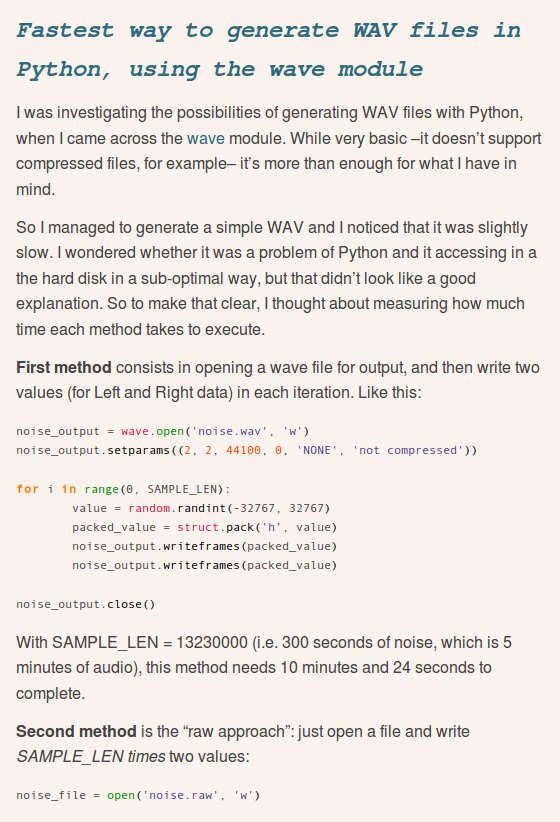 Fastest way to generate WAV files in
Python, using the wave module
I was investigating the possibilities of generating WAV files with Python,
when I came across the wave module. While very basic –it doesn’t support
compressed files, for example– it’s more than enough for what I have in
mind.
So I managed to generate a simple WAV and I noticed that it was slightly
slow. I wondered whether it was a problem of Python and it accessing in a
the hard disk in a sub-optimal way, but that didn’t look like a good
explanation. So to make that clear, I thought about measuring how much
time each method takes to execute.
First method consists in opening a wave file for output, and then write two
values (for Left and Right data) in each iteration. Like this:
noise_output = wave.open('noise.wav', 'w')
noise_output.setparams((2, 2, 44100, 0, 'NONE', 'not compressed'))
for i in range(0, SAMPLE_LEN):
        value = random.randint(-32767, 32767)
        packed_value = struct.pack('h', value)
        noise_output.writeframes(packed_value)
        noise_output.writeframes(packed_value)
noise_output.close()
With SAMPLE_LEN = 13230000 (i.e. 300 seconds of noise, which is 5
minutes of audio), this method needs 10 minutes and 24 seconds to
complete.
Second method is the “raw approach”: just open a file and write
SAMPLE_LEN times two values:
noise_file = open('noise.raw', 'w')